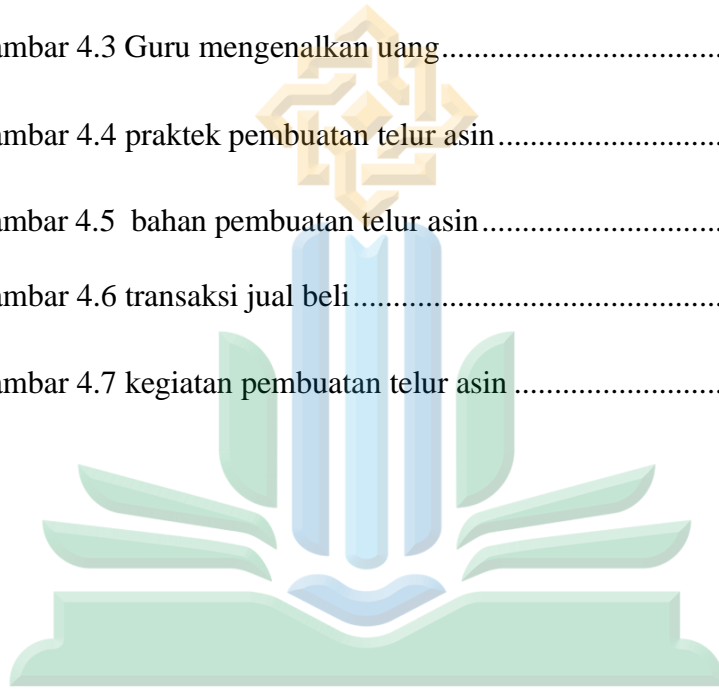 ambar 4.3 Guru mengenalkan uang...................................
ambar 4.4 praktek pembuatan telur asin............................
ambar 4.5  bahan pembuatan telur asin..............................
ambar 4.6 transaksi jual beli..............................................
ambar 4.7 kegiatan pembuatan telur asin ..........................